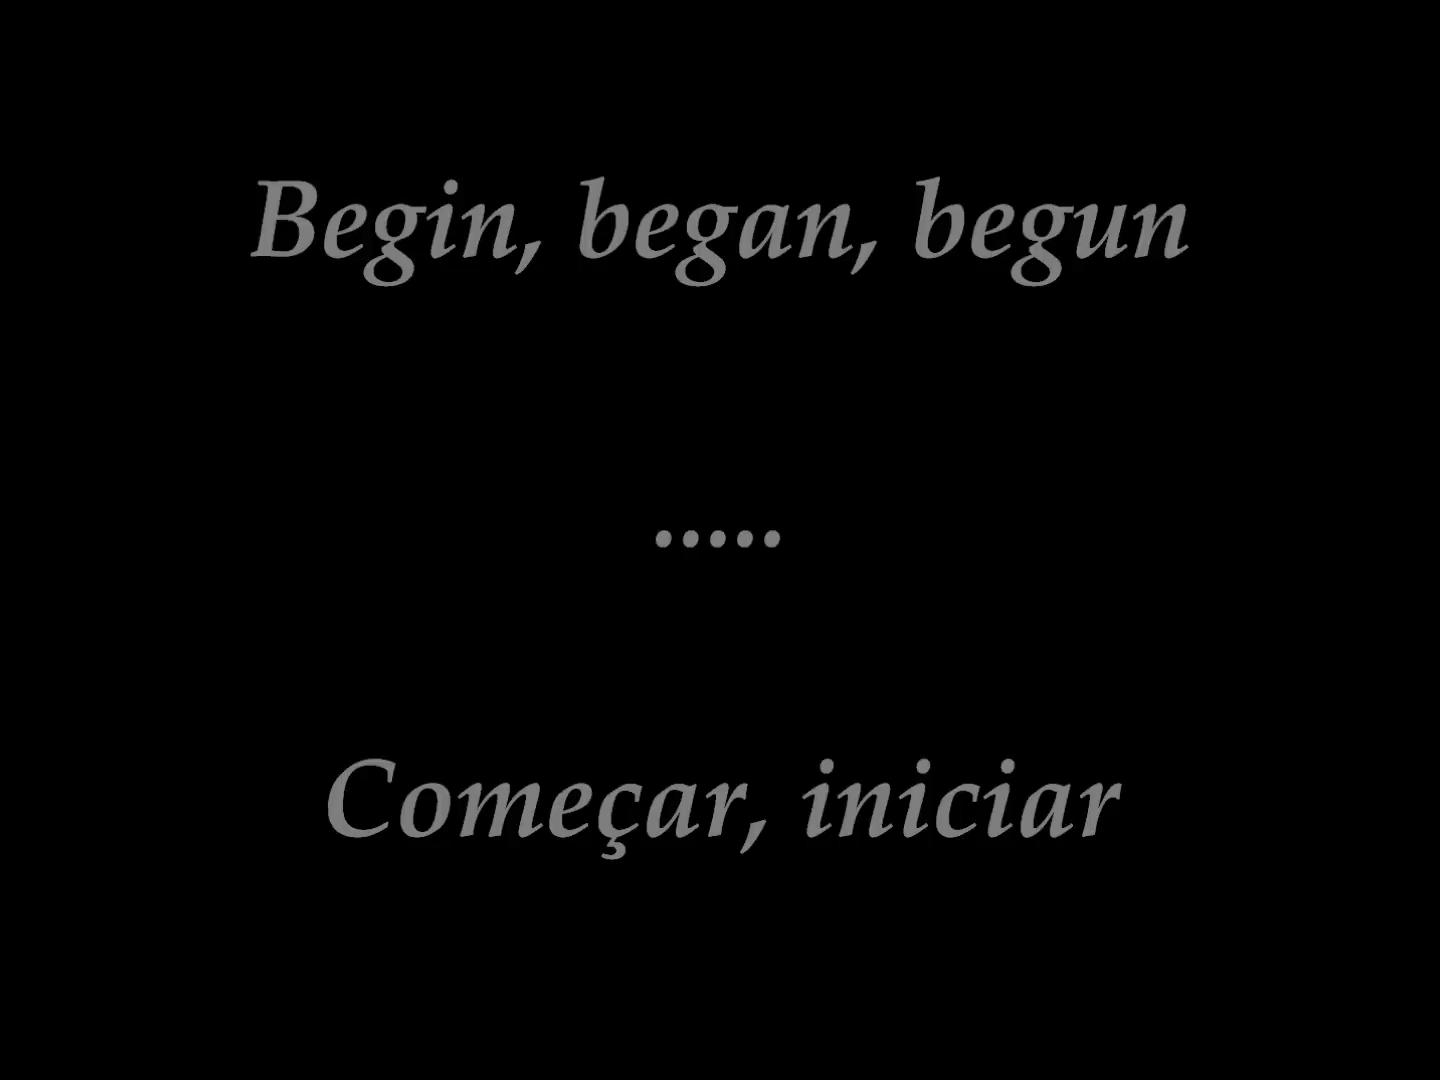 Begin, began, begun
.....
Começar, iniciar